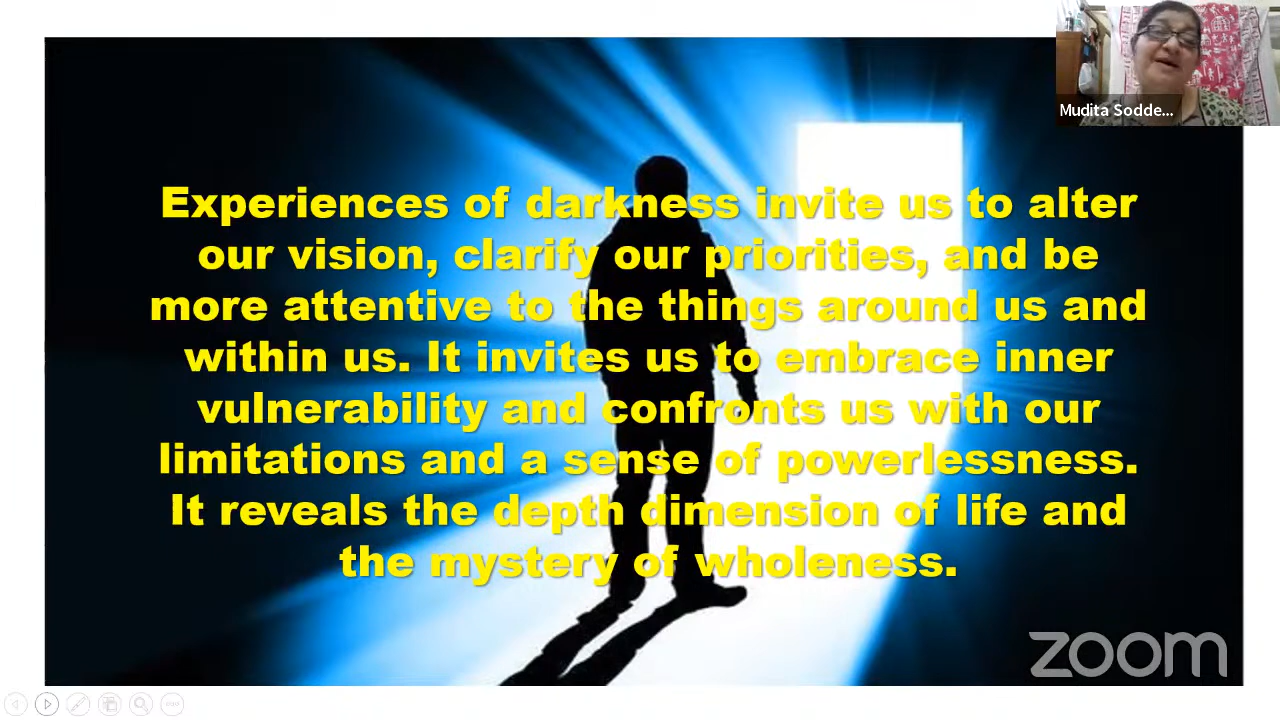 Mudita Sodde...
Experiences of darkness invite us to alter
our vision, clarify our priorities, and be
more attentive to the things around us and
within us. It invites us to embrace inner
vulnerability and confronts us with our
limitations and a sense of powerlessness.
It reveals the depth dimension of life and
the mystery of wholeness.
zoom